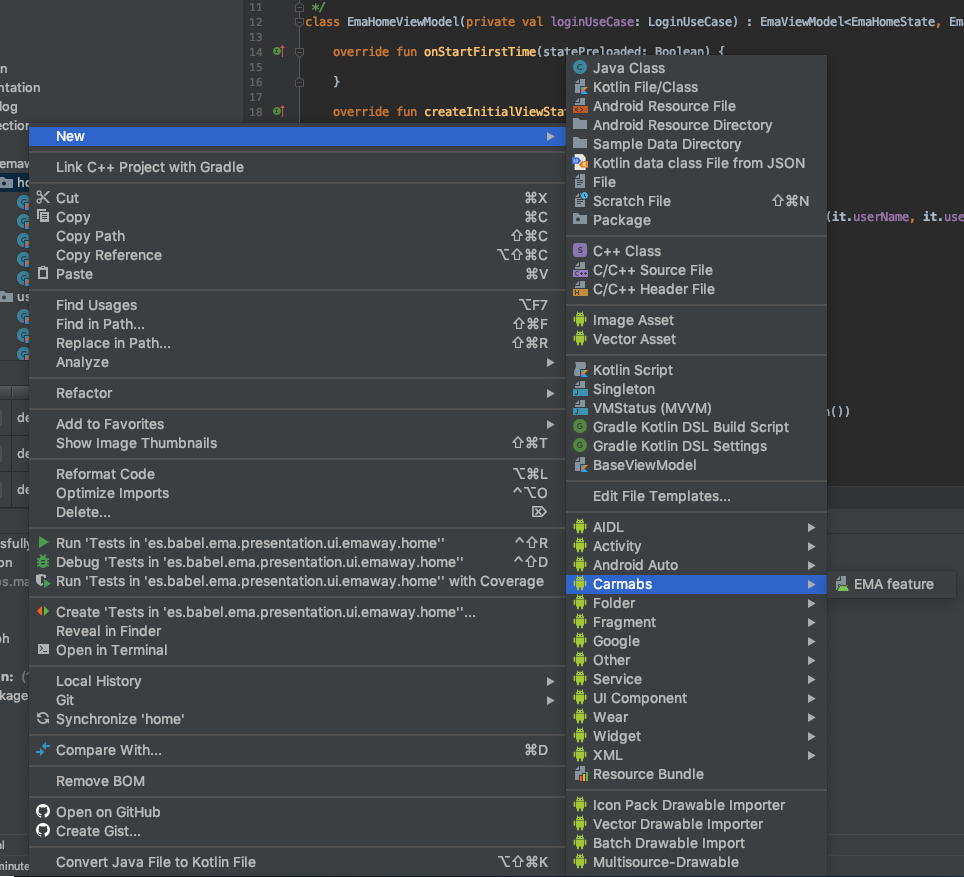 11 */
12 class EmaHomeViewModel(private val loginUseCase: LoginUseCase) : EmaViewModel<EmaHomeState, Em
13
14 override fun onStartFirstTime(statePreloaded: Boolean) {
15
16 }
17
18 override fun createInitialViewStat
(it.userName, it.use
n())
n
ntation
log
ection
emaw
ho
us
de
de
de
sfully
on
es.ma
ph
n: (
kage
al
minute
New
Link C++ Project with Gradle
Cut ⌘X
Copy ⌘C
Copy Path ⇧⌘C
Copy Reference ⌥⇧⌘C
Paste ⌘V
Find Usages ⌥F7
Find in Path... ⇧⌘F
Replace in Path... ⇧⌘R
Analyze
Refactor
Add to Favorites
Show Image Thumbnails ⇧⌘T
Reformat Code ⌥⌘L
Optimize Imports ^⌥O
Delete... ⌦
Run 'Tests in 'es.babel.ema.presentation.ui.emaway.home'' ^⇧R
Debug 'Tests in 'es.babel.ema.presentation.ui.emaway.home'' ^⇧D
Run 'Tests in 'es.babel.ema.presentation.ui.emaway.home'' with Coverage
Create 'Tests in 'es.babel.ema.presentation.ui.emaway.home''...
Reveal in Finder
Open in Terminal
Local History
Git
Synchronize 'home'
Compare With... ⌘D
Remove BOM
Open on GitHub
Create Gist...
Convert Java File to Kotlin File ⌥⇧⌘K
Java Class
Kotlin File/Class
Android Resource File
Android Resource Directory
Sample Data Directory
Kotlin data class File from JSON
File
Scratch File ⇧⌘N
Package
C++ Class
C/C++ Source File
C/C++ Header File
Image Asset
Vector Asset
Kotlin Script
Singleton
VMStatus (MVVM)
Gradle Kotlin DSL Build Script
Gradle Kotlin DSL Settings
BaseViewModel
Edit File Templates...
AIDL
Activity
Android Auto
Carmabs
Folder
Fragment
Google
Other
Service
UI Component
Wear
Widget
XML
Resource Bundle
Icon Pack Drawable Importer
Vector Drawable Importer
Batch Drawable Import
Multisource-Drawable
EMA feature